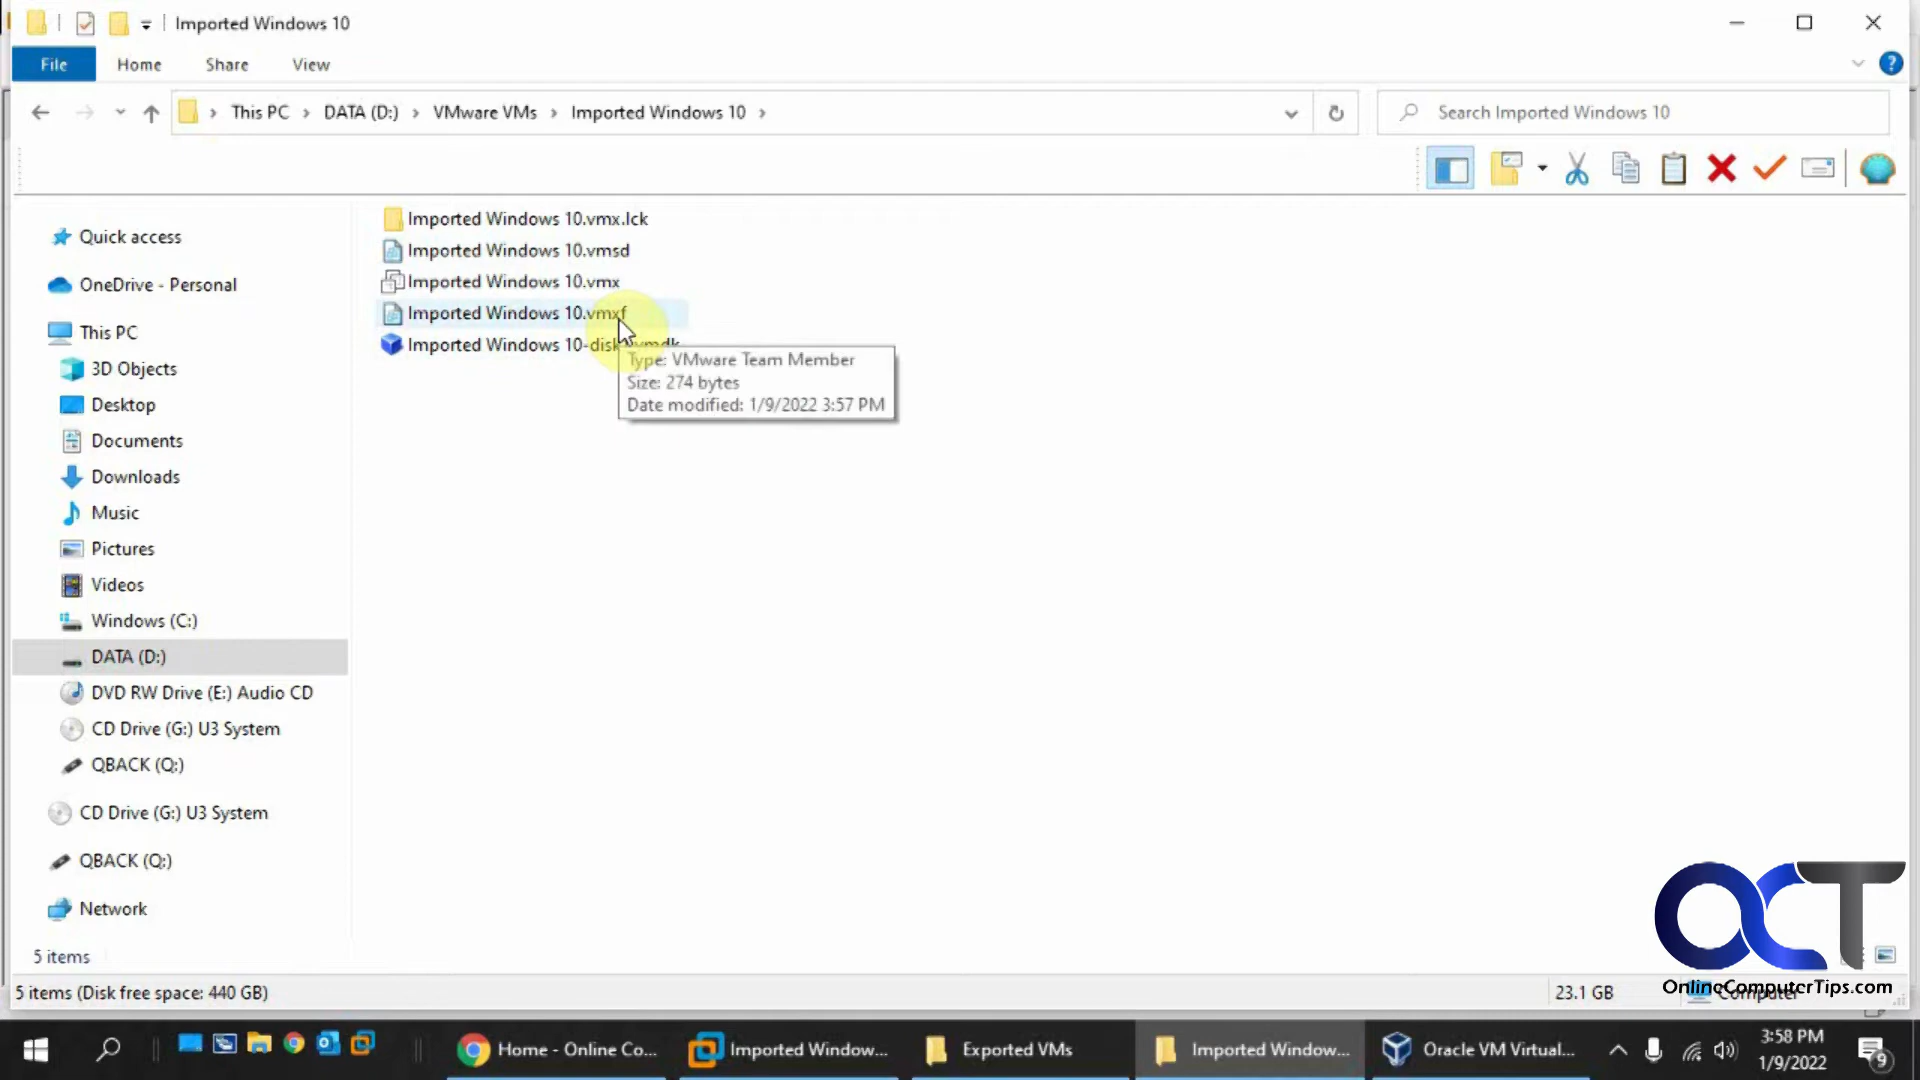 Imported Windows 10
File Home Share View
This PC DATA (D:) VMware VMs Imported Windows 10
Search Imported Windows 10
Quick access
OneDrive - Personal
This PC
3D Objects
Desktop
Documents
Downloads
Music
Pictures
Videos
Windows (C:)
DATA (D:)
DVD RW Drive (E:) Audio CD
CD Drive (G:) U3 System
QBACK (Q:)
CD Drive (G:) U3 System
QBACK (Q:)
Network
Imported Windows 10.vmx.lck
Imported Windows 10.vmsd
Imported Windows 10.vmx
Imported Windows 10.vmxf
Imported Windows 10-disk
Type: VMware Team Member
Size: 274 bytes
Date modified: 1/9/2022 3:57 PM
5 items
5 items (Disk free space: 440 GB)
23.1 GB
Computer
OCT
OnlineComputerTips.com
Home - Online Co...
Imported Window...
Exported VMs
Imported Window...
Oracle VM Virtual...
3:58 PM
1/9/2022
9